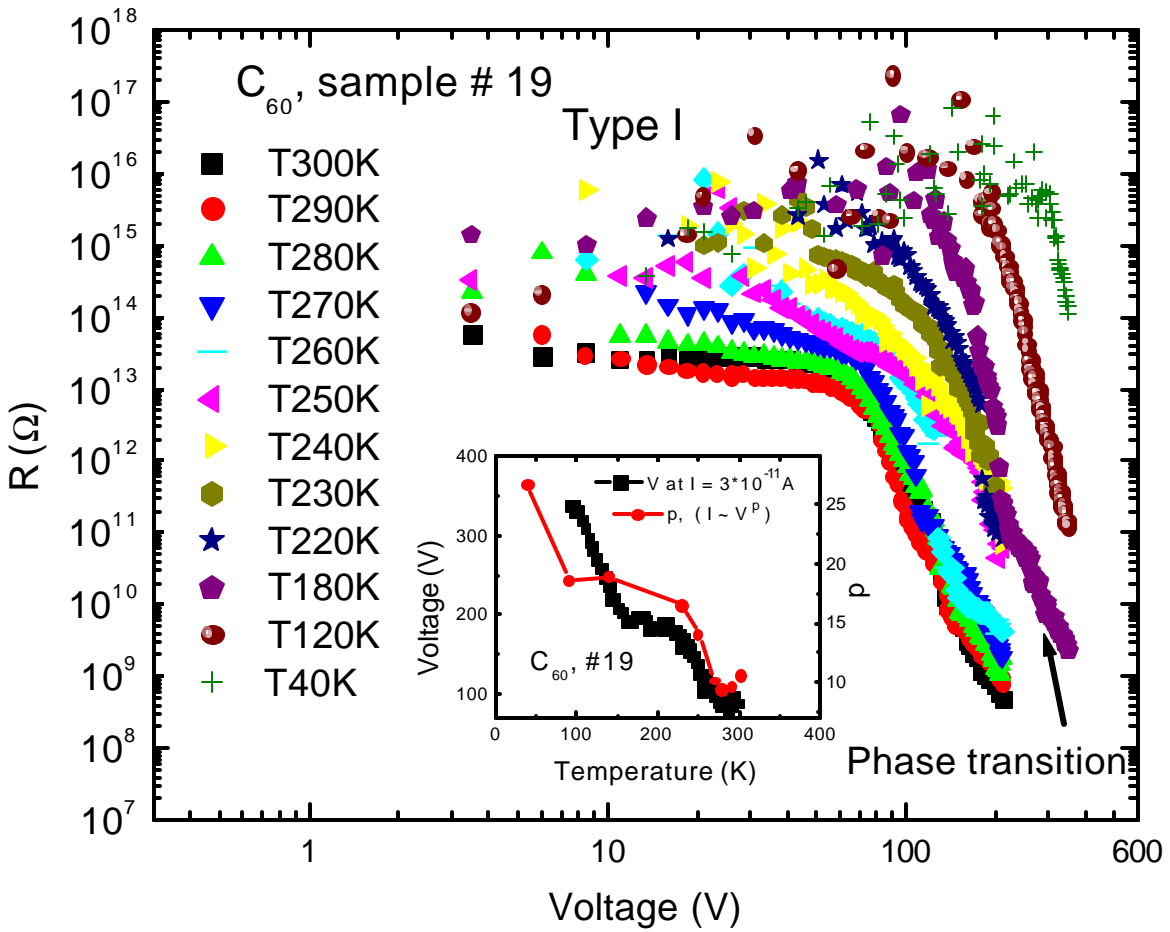 10^18
10^17
10^16
10^15
10^14
10^13
10^12
10^11
10^10
10^9
10^8
10^7
R (Ω)
C₆₀, sample # 19
Type I
T300K
T290K
T280K
T270K
T260K
T250K
T240K
T230K
T220K
T180K
T120K
T40K
400
350
300
250
200
150
100
Voltage (V)
V at I = 3*10^-11A
p, ( I ~ V^p )
25
20
15
10
p
C₆₀, #19
0 100 200 300 400
Temperature (K)
Phase transition
1 10 100 600
Voltage (V)